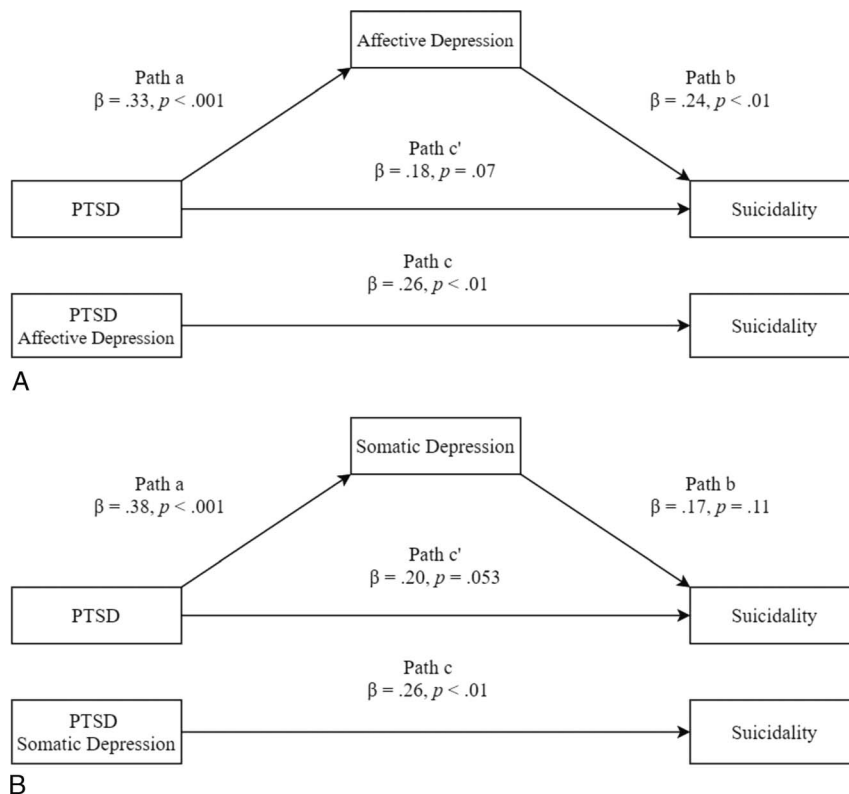 Affective Depression
Path a
β = .33, p < .001
Path b
β = .24, p < .01
Path c'
β = .18, p = .07
PTSD
Suicidality
Path c
β = .26, p < .01
PTSD
Affective Depression
Suicidality
A
Somatic Depression
Path a
β = .38, p < .001
Path b
β = .17, p = .11
Path c'
β = .20, p = .053
PTSD
Suicidality
Path c
β = .26, p < .01
PTSD
Somatic Depression
Suicidality
B